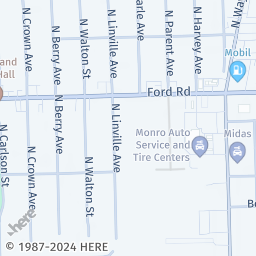 N Crown Ave
N Berry Ave
N Walton St
N Linville Ave
arle Ave
N Parent Ave
N Harvey Ave
N Wa
and
Hall
Mobil
Ford Rd
N Carlson St
N Crown Ave
N Berry Ave
N Walton St
N Linville Ave
Monro Auto
Service and
Tire Centers
Midas
Be
here
© 1987-2024 HERE